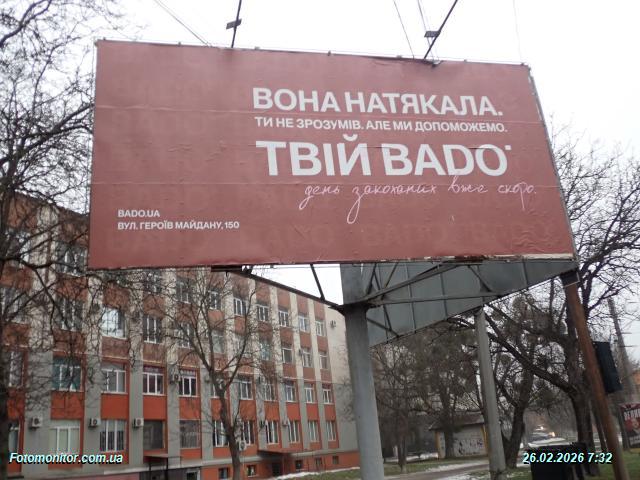 ВОНА НАТЯКАЛА.
ТИ НЕ ЗРОЗУМІВ. АЛЕ МИ ДОПОМОЖЕМО.
ТВІЙ BADO
день закоханих вже скоро.
BADO.UA
ВУЛ. ГЕРОЇВ МАЙДАНУ, 150
Fotomonitor.com.ua
26.02.2026 7:32